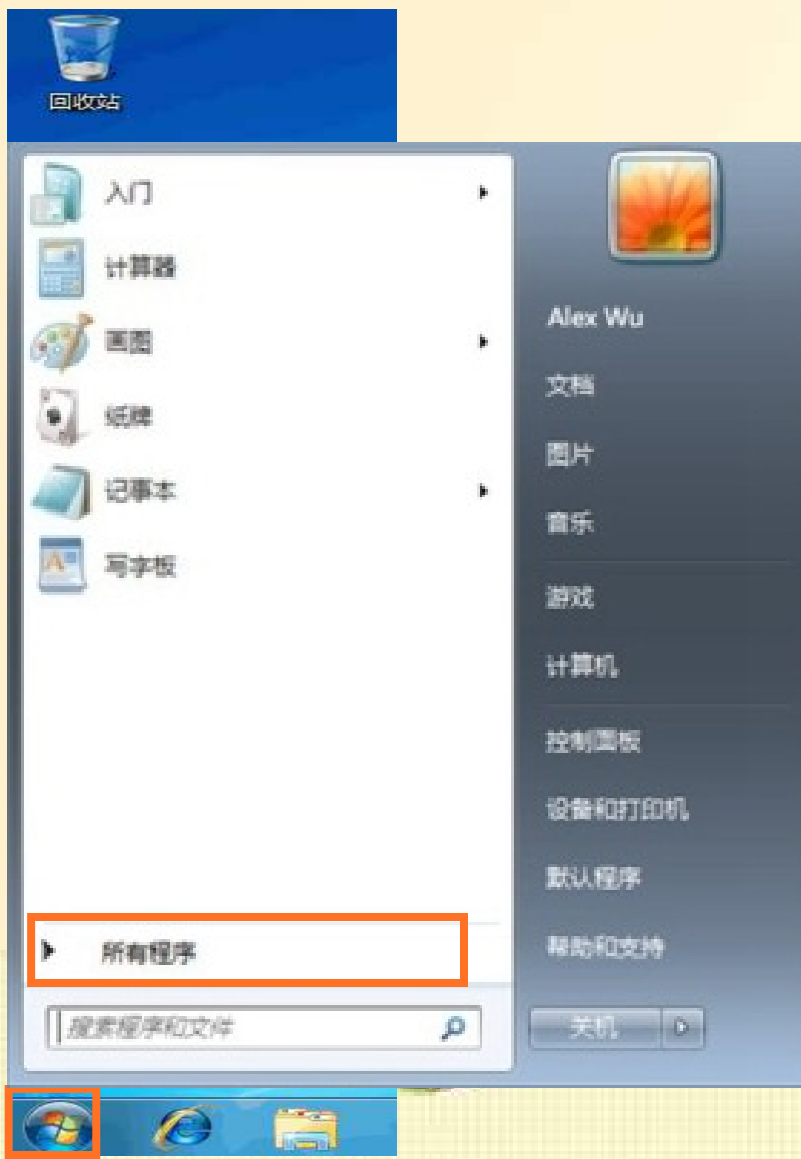 回收站
入门
计算器
画图
纸牌
记事本
写字板
所有程序
搜索程序和文件
Alex Wu
文档
图片
音乐
游戏
计算机
控制面板
设备和打印机
默认程序
帮助和支持
关机